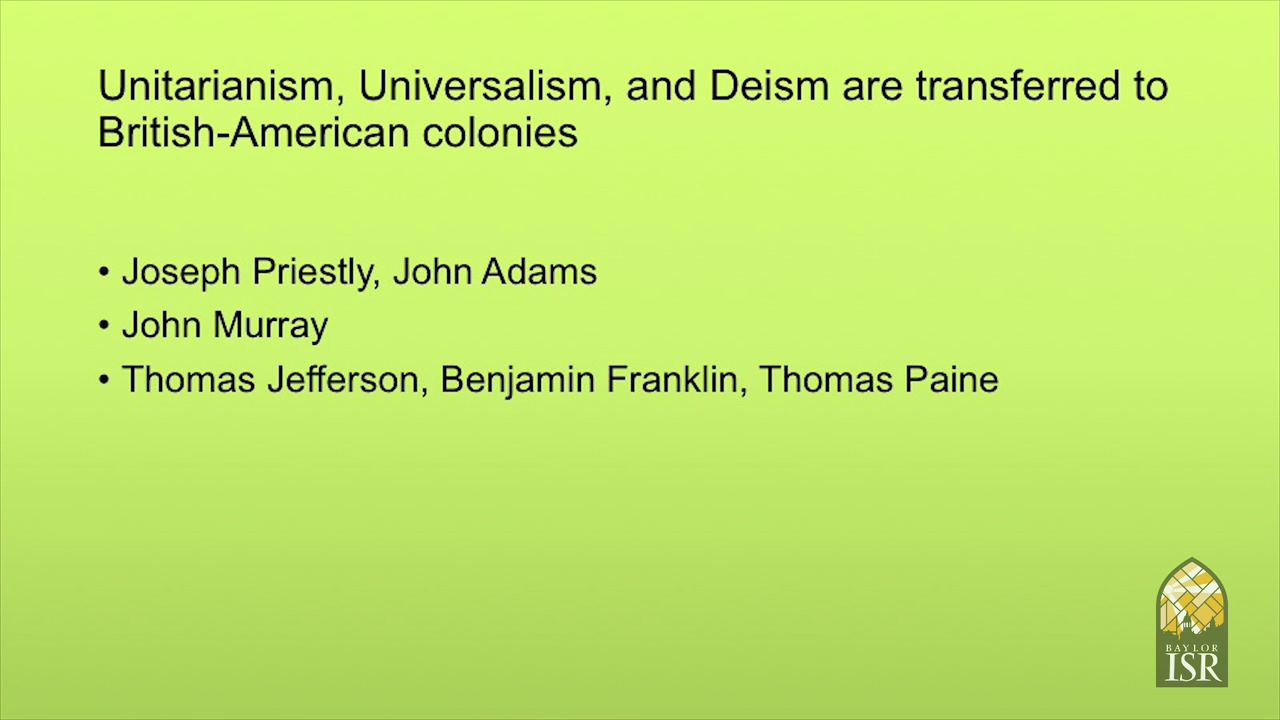 Unitarianism, Universalism, and Deism are transferred to
British-American colonies
• Joseph Priestly, John Adams
• John Murray
• Thomas Jefferson, Benjamin Franklin, Thomas Paine
BAYLOR
ISR